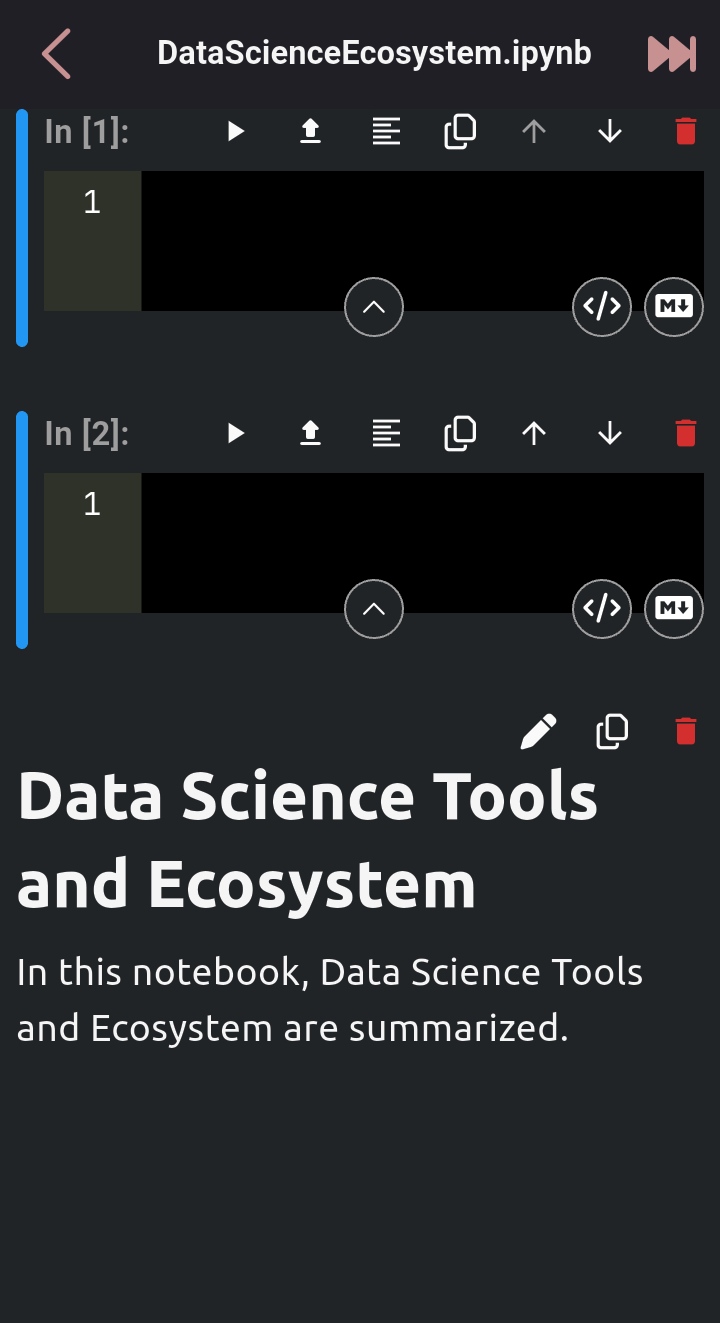 DataScienceEcosystem.ipynb
In [1]:
1
</>
M
In [2]:
1
</>
M
Data Science Tools
and Ecosystem
In this notebook, Data Science Tools
and Ecosystem are summarized.